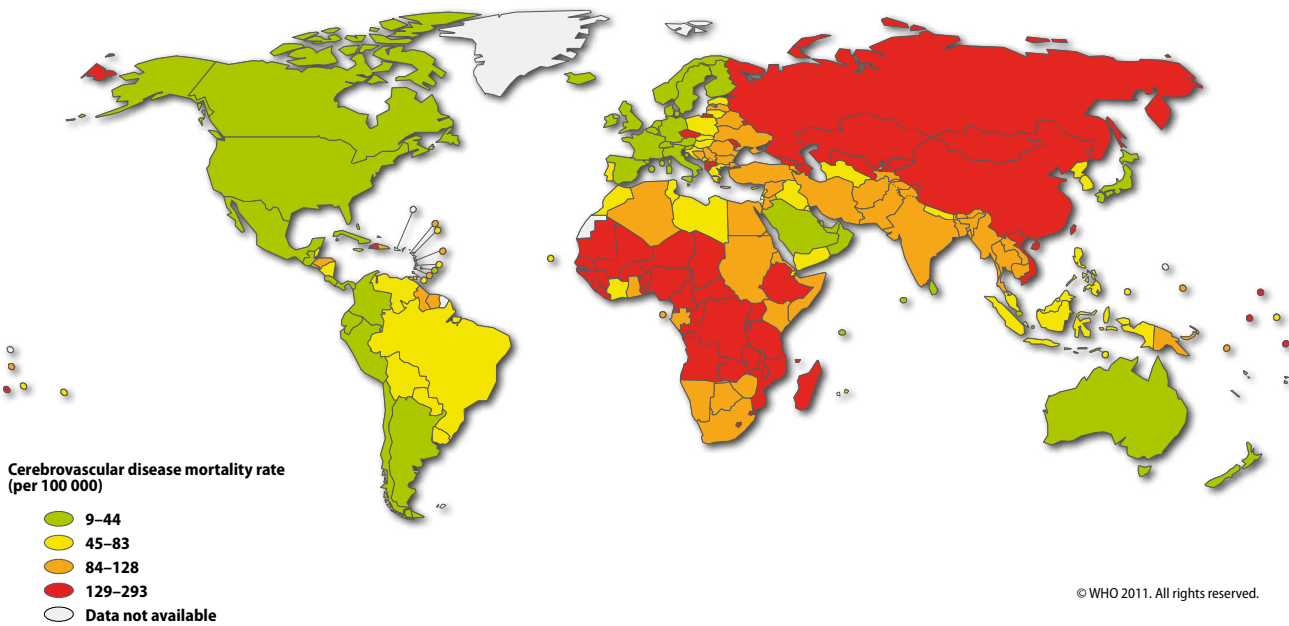 Cerebrovascular disease mortality rate
(per 100 000)
9–44
45–83
84–128
129–293
Data not available
© WHO 2011. All rights reserved.